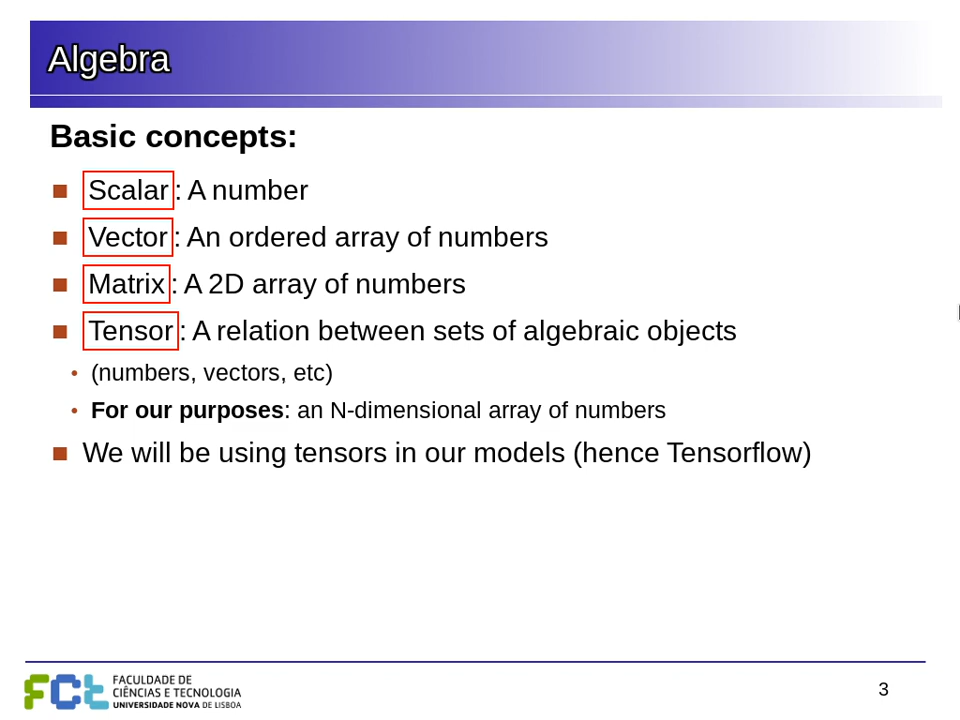 Algebra
Basic concepts:
Scalar : A number
Vector : An ordered array of numbers
Matrix : A 2D array of numbers
Tensor : A relation between sets of algebraic objects
(numbers, vectors, etc)
For our purposes: an N-dimensional array of numbers
We will be using tensors in our models (hence Tensorflow)
FCt
FACULDADE DE
CIÊNCIAS E TECNOLOGIA
UNIVERSIDADE NOVA DE LISBOA
3